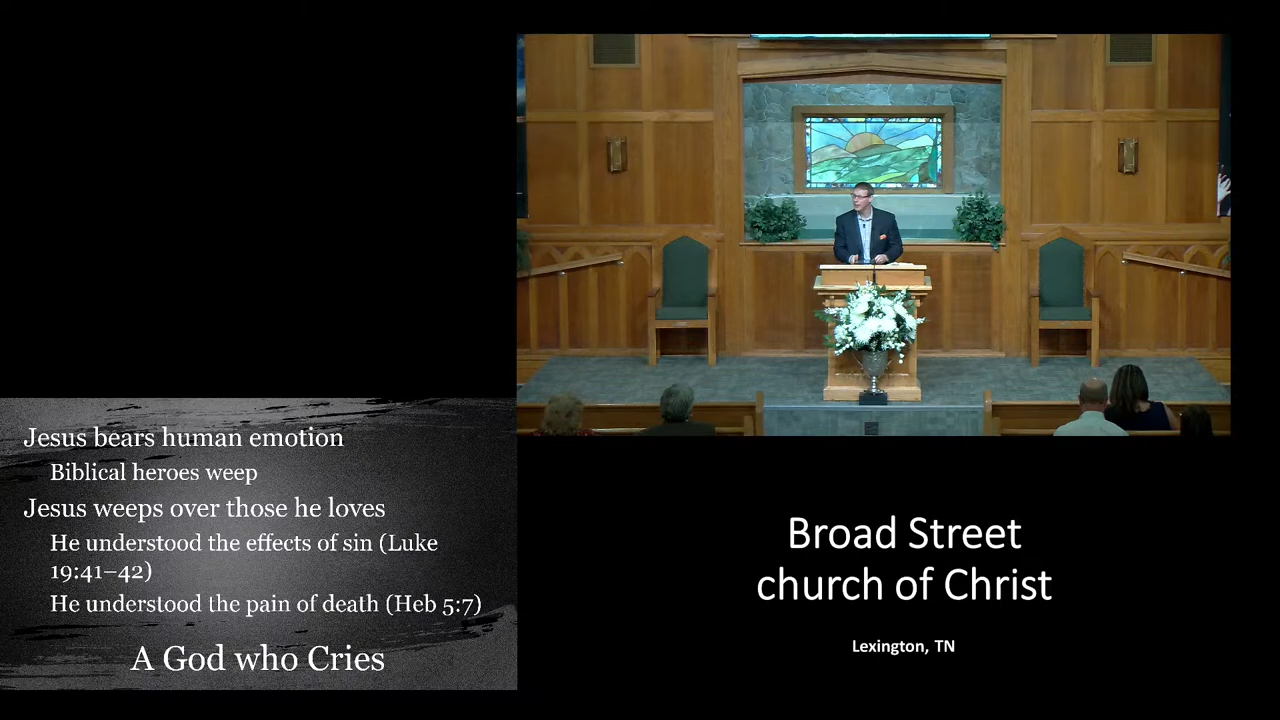 Jesus bears human emotion
Biblical heroes weep
Jesus weeps over those he loves
He understood the effects of sin (Luke
19:41–42)
He understood the pain of death (Heb 5:7)
A God who Cries
Broad Street
church of Christ
Lexington, TN